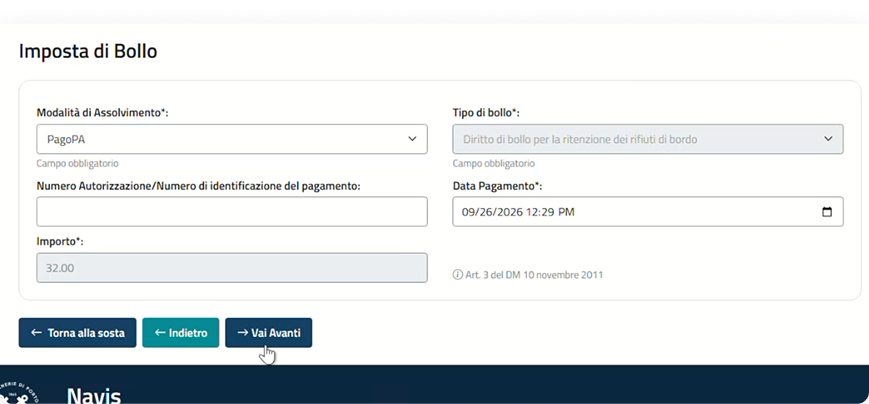 Imposta di Bollo
Modalità di Assolvimento*:
Tipo di bollo*:
PagoPA
Diritto di bollo per la ritenzione dei rifiuti di bordo
Campo obbligatorio
Campo obbligatorio
Numero Autorizzazione/Numero di identificazione del pagamento:
Data Pagamento*:
09/26/2026 12:29 PM
Importo*:
32.00
Art. 3 del DM 10 novembre 2011
← Torna alla sosta
← Indietro
→ Vai Avanti
Navis